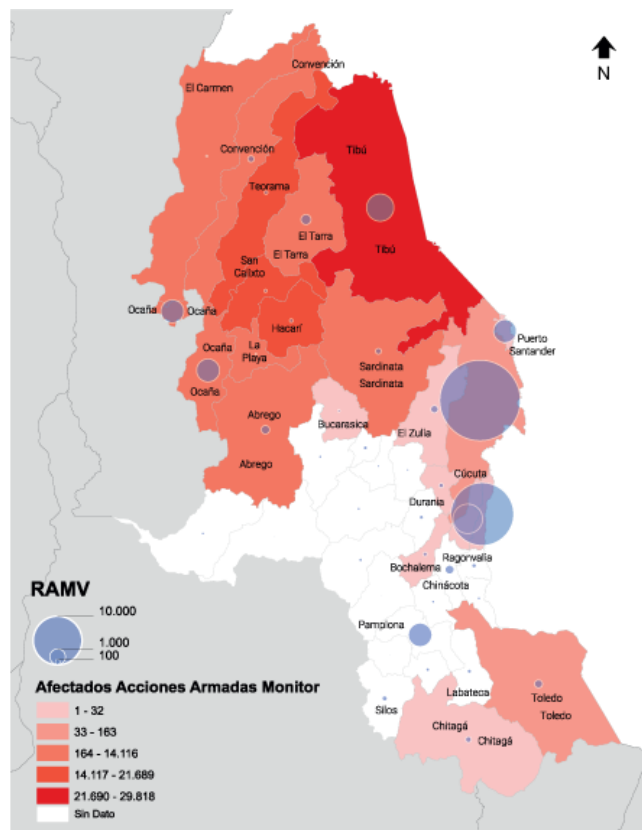 N
Convención
El Carmen
Tibú
Convención
Teorama
El Tarra
El Tarra
Tibú
San
Calixto
Ocaña
Ocaña
Hacarí
Puerto
Santander
Ocaña
La
Playa
Sardinata
Sardinata
Ocaña
Abrego
Bucarasica
El Zulia
Abrego
Cúcuta
Durania
Ragonvalia
Bochalema
Chinácota
Pamplona
Labateca
Toledo
Toledo
Silos
Chitagá
Chitagá
RAMV
10.000
1.000
100
Afectados Acciones Armadas Monitor
1 - 32
33 - 163
164 - 14.116
14.117 - 21.689
21.690 - 29.818
Sin Dato